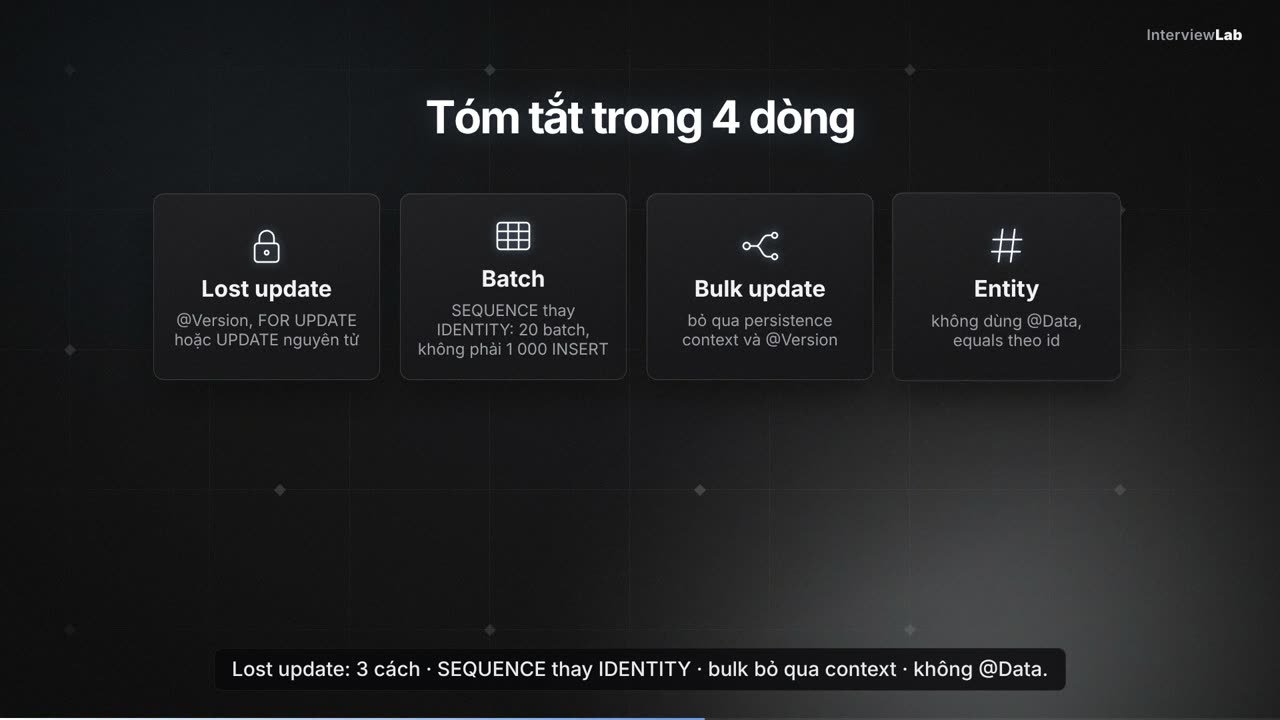 InterviewLab
Tóm tắt trong 4 dòng
Lost update
@Version, FOR UPDATE
hoặc UPDATE nguyên tử
Batch
SEQUENCE thay
IDENTITY: 20 batch,
không phải 1 000 INSERT
Bulk update
bỏ qua persistence
context và @Version
Entity
không dùng @Data,
equals theo id
Lost update: 3 cách · SEQUENCE thay IDENTITY · bulk bỏ qua context · không @Data.